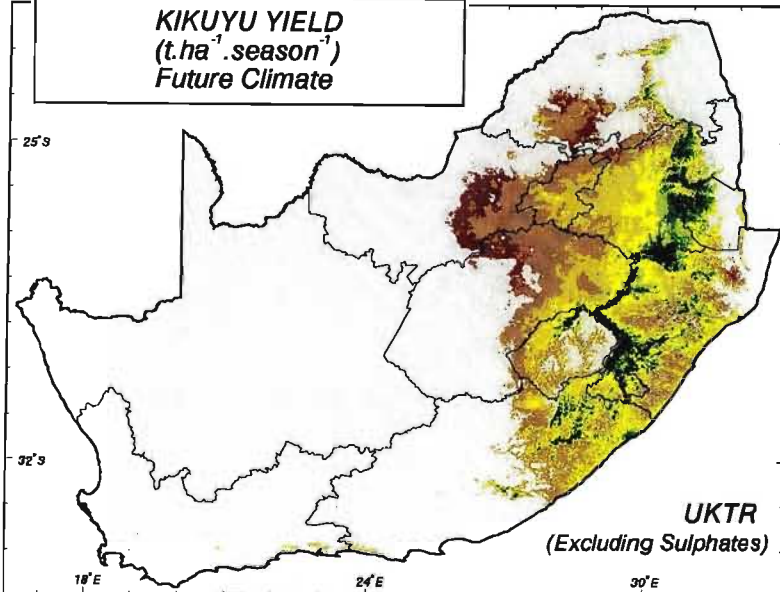 KIKUYU YIELD
(t.ha⁻¹.season⁻¹)
Future Climate
25°S
32°S
UKTR
(Excluding Sulphates)
18°E
24°E
30°E